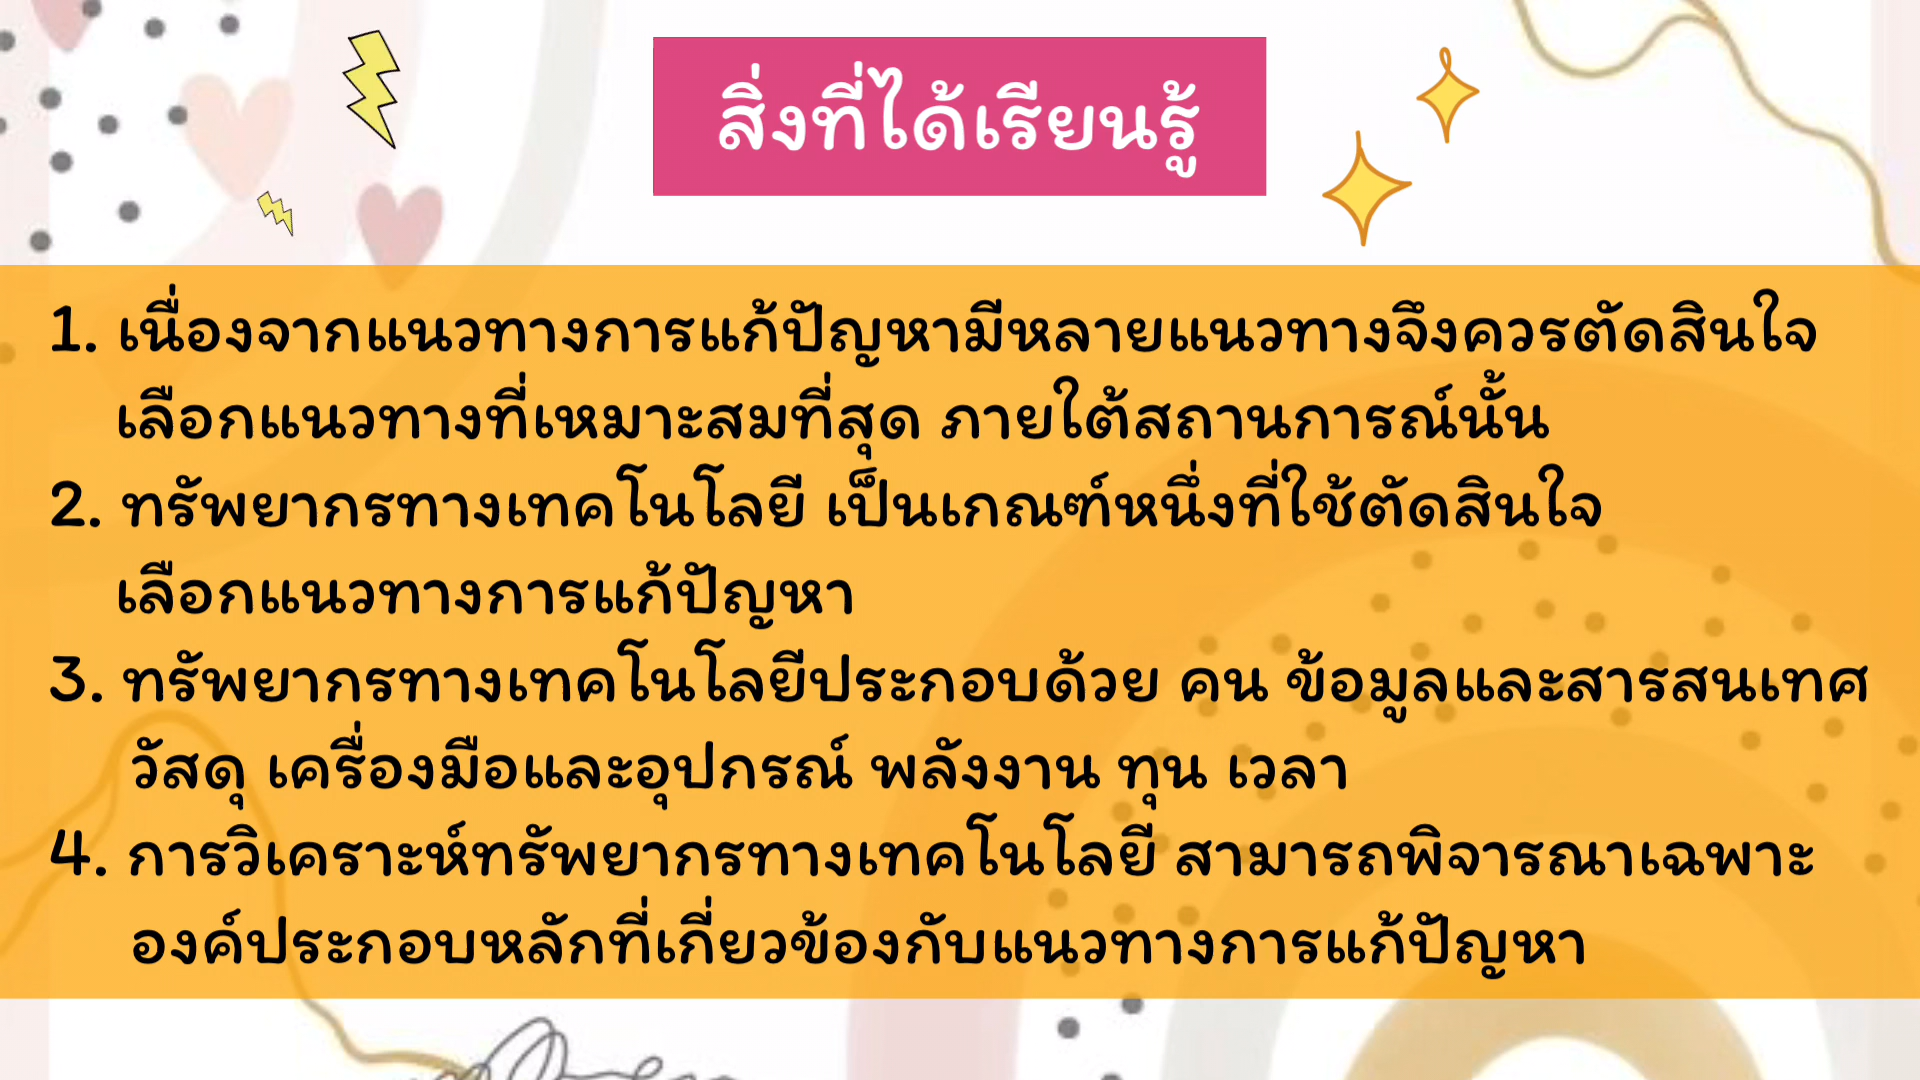 สิ่งที่ได้เรียนรู้
1. เนื่องจากแนวทางการแก้ปัญหามีหลายแนวทางจึงควรตัดสินใจ
เลือกแนวทางที่เหมาะสมที่สุด ภายใต้สถานการณ์นั้น
2. ทรัพยากรทางเทคโนโลยี เป็นเกณฑ์หนึ่งที่ใช้ตัดสินใจ
เลือกแนวทางการแก้ปัญหา
3. ทรัพยากรทางเทคโนโลยีประกอบด้วย คน ข้อมูลและสารสนเทศ
วัสดุ เครื่องมือและอุปกรณ์ พลังงาน ทุน เวลา
4. การวิเคราะห์ทรัพยากรทางเทคโนโลยี สามารถพิจารณาเฉพาะ
องค์ประกอบหลักที่เกี่ยวข้องกับแนวทางการแก้ปัญหา